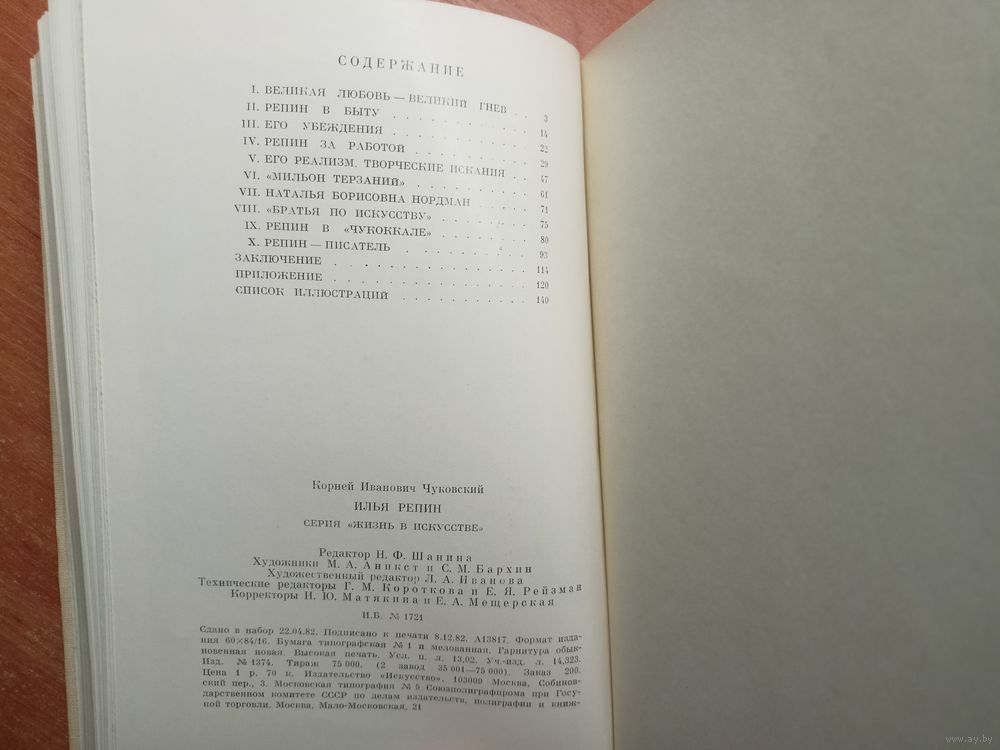 СОДЕРЖАНИЕ
I. ВЕЛИКАЯ ЛЮБОВЬ — ВЕЛИКИЙ ГНЕВ . . 3
II. РЕПИН В БЫТУ . . . . . . . . . . 14
III. ЕГО УБЕЖДЕНИЯ . . . . . . . . . . 22
IV. РЕПИН ЗА РАБОТОЙ . . . . . . . . 29
V. ЕГО РЕАЛИЗМ. ТВОРЧЕСКИЕ ИСКАНИЯ . . 47
VI. «МИЛЬОН ТЕРЗАНИЙ» . . . . . . . . 61
VII. НАТАЛЬЯ БОРИСОВНА НОРДМАН . . . . . 71
VIII. «БРАТЬЯ ПО ИСКУССТВУ» . . . . . . . 75
IX. РЕПИН В «ЧУКОККАЛЕ» . . . . . . . 80
X. РЕПИН — ПИСАТЕЛЬ . . . . . . . . . 93
ЗАКЛЮЧЕНИЕ . . . . . . . . . . . . . 114
ПРИЛОЖЕНИЕ . . . . . . . . . . . . . 120
СПИСОК ИЛЛЮСТРАЦИЙ . . . . . . . . . 140
Корней Иванович Чуковский
ИЛЬЯ РЕПИН
СЕРИЯ «ЖИЗНЬ В ИСКУССТВЕ»
Редактор Н. Ф. Шанина
Художники М. А. Аникст и С. М. Бархин
Художественный редактор Л. А. Иванова
Технические редакторы Г. М. Короткова и Е. Я. Рейзман
Корректоры Н. Ю. Матякина и Е. А. Мещерская
И.Б. № 1721
Сдано в набор 22.04.82. Подписано к печати 8.12.82. А13817. Формат изда-
ния 60×84/16. Бумага типографская № 1 и мелованная. Гарнитура обык-
новенная новая. Высокая печать. Усл. п. л. 13,02. Уч.-изд. л. 14,323.
Изд. № 1374. Тираж 75 000. (2 завод 35 001—75 000). Заказ 200.
Цена 1 р. 70 к. Издательство «Искусство». 103009 Москва, Собинов-
ский пер., 3. Московская типография № 5 Союзполиграфпрома при Госу-
дарственном комитете СССР по делам издательств, полиграфии и книж-
ной торговли. Москва, Мало-Московская, 21
www.ay.by